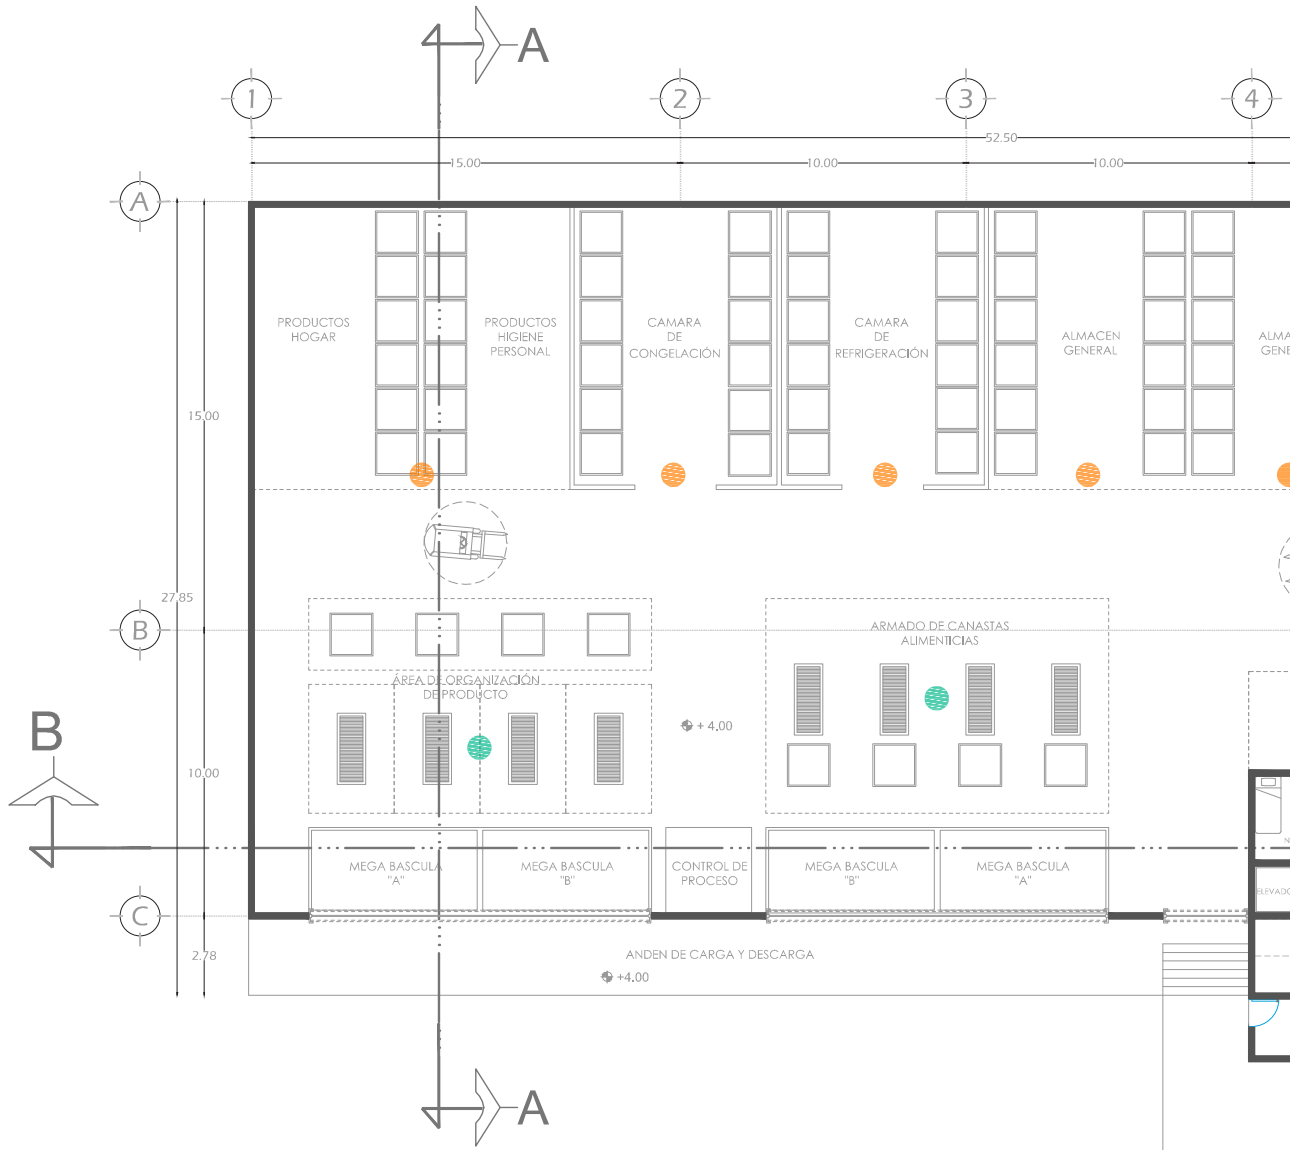 A
1
2
3
4
52.50
15.00
10.00
10.00
A
PRODUCTOS
HOGAR
PRODUCTOS
HIGIENE
PERSONAL
CAMARA
DE
CONGELACIÓN
CAMARA
DE
REFRIGERACIÓN
ALMACEN
GENERAL
ALMA
GENE
15.00
27.85
B
ARMADO DE CANASTAS
ALIMENTICIAS
ÁREA DE ORGANIZACIÓN
DE PRODUCTO
+ 4.00
B
10.00
MEGA BASCULA
"A"
MEGA BASCULA
"B"
CONTROL DE
PROCESO
MEGA BASCULA
"B"
MEGA BASCULA
"A"
N
ELEVADO
C
2.78
ANDEN DE CARGA Y DESCARGA
+4.00
A